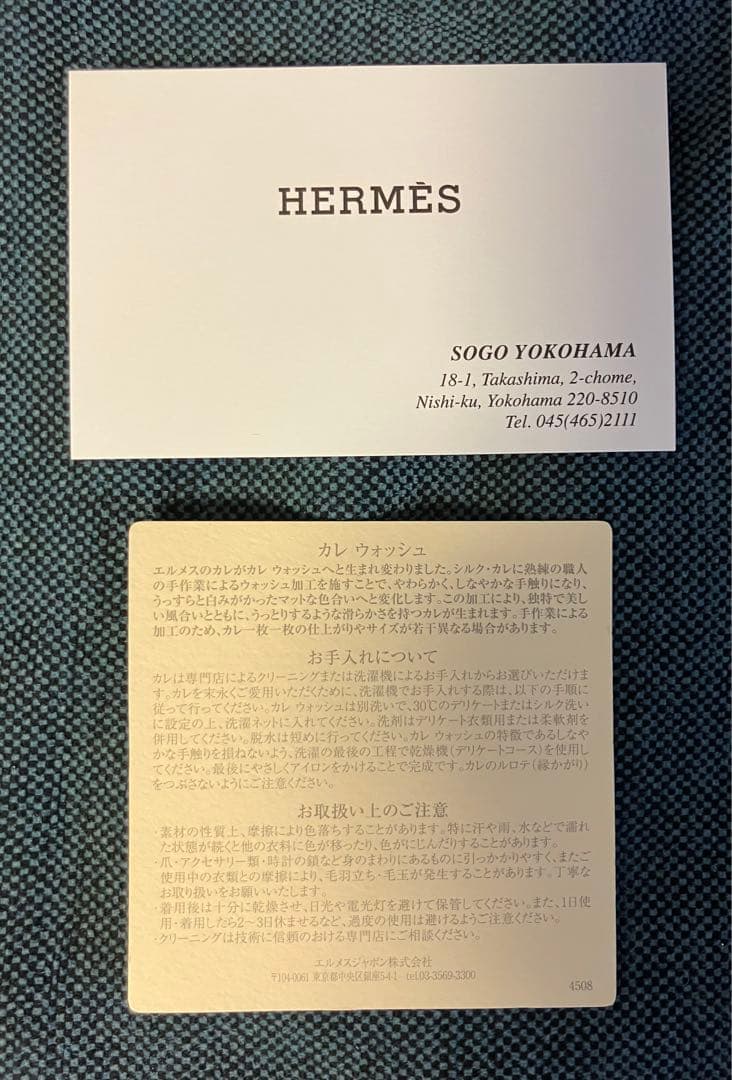 HERMÈS
SOGO YOKOHAMA
18-1, Takashima, 2-chome,
Nishi-ku, Yokohama 220-8510
Tel. 045(465)2111
カレ ウォッシュ
エルメスのカレがカレ ウォッシュへと生まれ変わりました。シルク・カレに熟練の職人
の手作業によるウォッシュ加工を施すことで、やわらかく、しなやかな手触りになり、
うっすらと白みがかったマットな色合いへと変化します。この加工により、独特で美し
い風合いとともに、うっとりするような滑らかさを持つカレが生まれます。手作業による
加工のため、カレ一枚一枚の仕上がりやサイズが若干異なる場合があります。
お手入れについて
カレは専門店によるクリーニングまたは洗濯機によるお手入れからお選びいただけま
す。カレを末永くご愛用いただくために、洗濯機でお手入れする際は、以下の手順に
従って行ってください。カレ ウォッシュは別洗いで、30℃のデリケートまたはシルク洗い
に設定の上、洗濯ネットに入れてください。洗剤はデリケート衣類用または柔軟剤を
併用してください。脱水は短めに行ってください。カレ ウォッシュの特徴であるしなや
かな手触りを損ねないよう、洗濯の最後の工程で乾燥機(デリケートコース)を使用し
てください。最後にやさしくアイロンをかけることで完成です。カレのルロテ(縁かがり)
をつぶさないようにご注意ください。
お取扱い上のご注意
・素材の性質上、摩擦により色落ちすることがあります。特に汗や雨、水などで濡れ
た状態が続くと他の衣料に色が移ったり、色がにじんだりすることがあります。
・爪・アクセサリー類・時計の鎖など身のまわりにあるものに引っかかりやすく、またご
使用中の衣類との摩擦により、毛羽立ち・毛玉が発生することがあります。丁寧な
お取り扱いをお願いいたします。
・着用後は十分に乾燥させ、日光や電光灯を避けて保管してください。また、1日使
用・着用したら2〜3日休ませるなど、過度の使用は避けるようご注意ください。
・クリーニングは技術に信頼のおける専門店にご相談ください。
エルメスジャポン株式会社
〒104-0061 東京都中央区銀座5-4-1 tel.03-3569-3300
4508